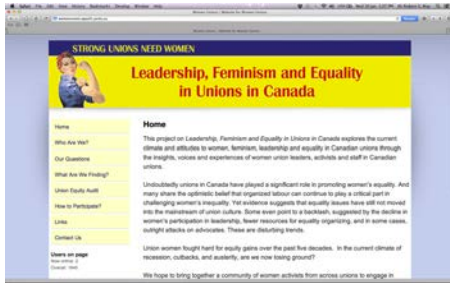 STRONG UNIONS NEED WOMEN
Leadership, Feminism and Equality
in Unions in Canada
Home
Who Are We?
Our Questions
What Are We Finding?
Union Equity Audit
How to Participate?
Links
Contact Us
Users on page
Now online: 2
Home
This project on Leadership, Feminism and Equality in Unions in Canada explores the current
climate and attitudes to women, feminism, leadership and equality in Canadian unions through
the insights, voices and experiences of women union leaders, activists and staff in Canadian
unions.
Undoubtedly unions in Canada have played a significant role in promoting women's equality. And
many share the optimistic belief that organized labour can continue to play a critical part in
challenging women's inequality. Yet evidence suggests that equality issues have still not moved
into the mainstream of union culture. Some even point to a backlash, suggested by the decline in
women's participation in leadership, fewer resources for equality organizing, and in some cases,
outright attacks on advocates. These are disturbing trends.
Union women fought hard for equity gains over the past five decades. In the current climate of
recession, cutbacks, and austerity, are we now losing ground?
We hope to bring together a community of women activists from across unions to engage in